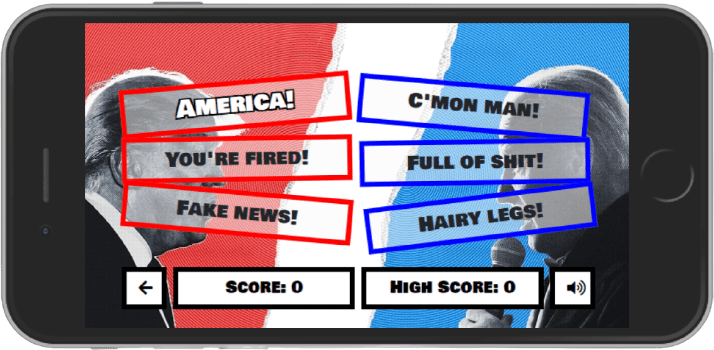 America!
C'mon man!
You're fired!
Full of shit!
Fake news!
Hairy legs!
Score: 0
High Score: 0